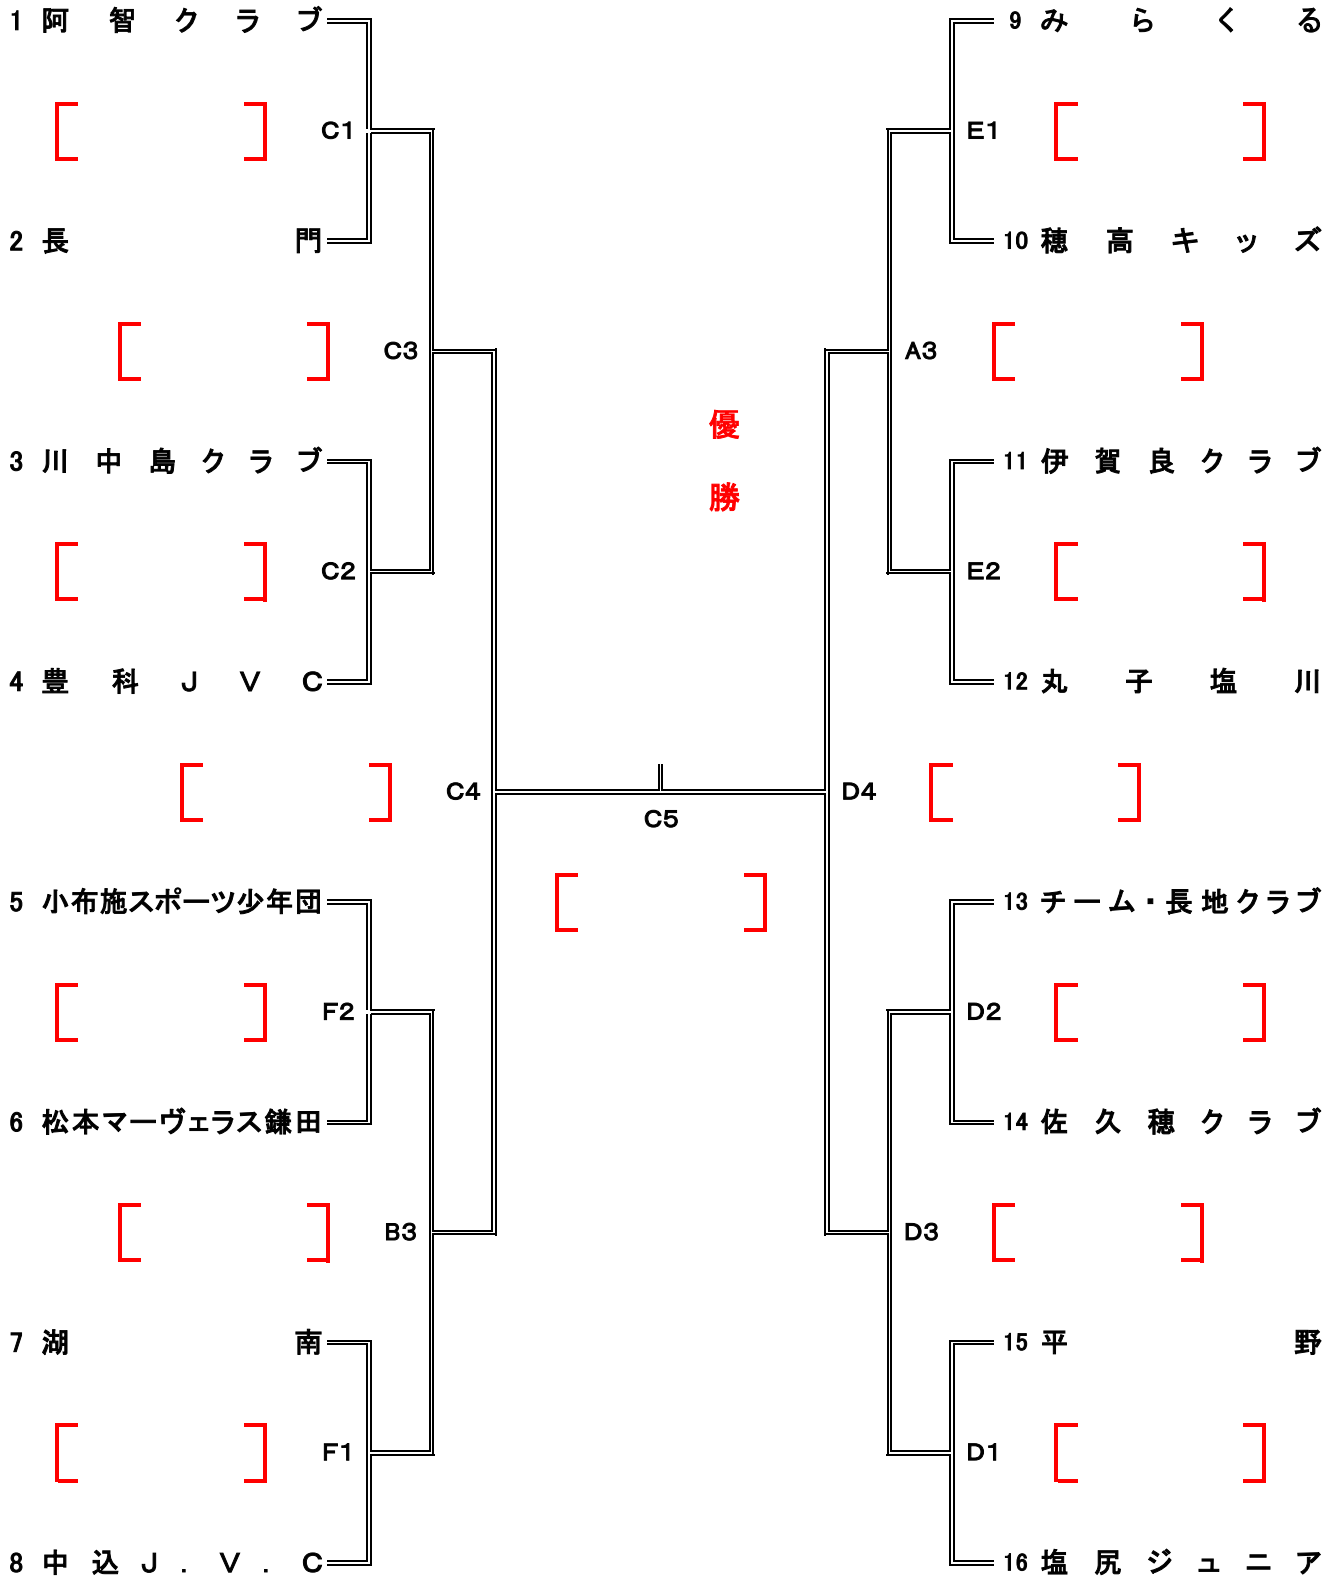 1 阿智クラブ
C1
2 長門
C3
3 川中島クラブ
C2
4 豊科JVC
C4
5 小布施スポーツ少年団
F2
6 松本マーヴェラス鎌田
B3
7 湖南
F1
8 中込J.V.C
優
勝
C5
9 みらくる
E1
10 穂高キッズ
A3
11 伊賀良クラブ
E2
12 丸子塩川
D4
13 チーム・長地クラブ
D2
14 佐久穂クラブ
D3
15 平野
D1
16 塩尻ジュニア